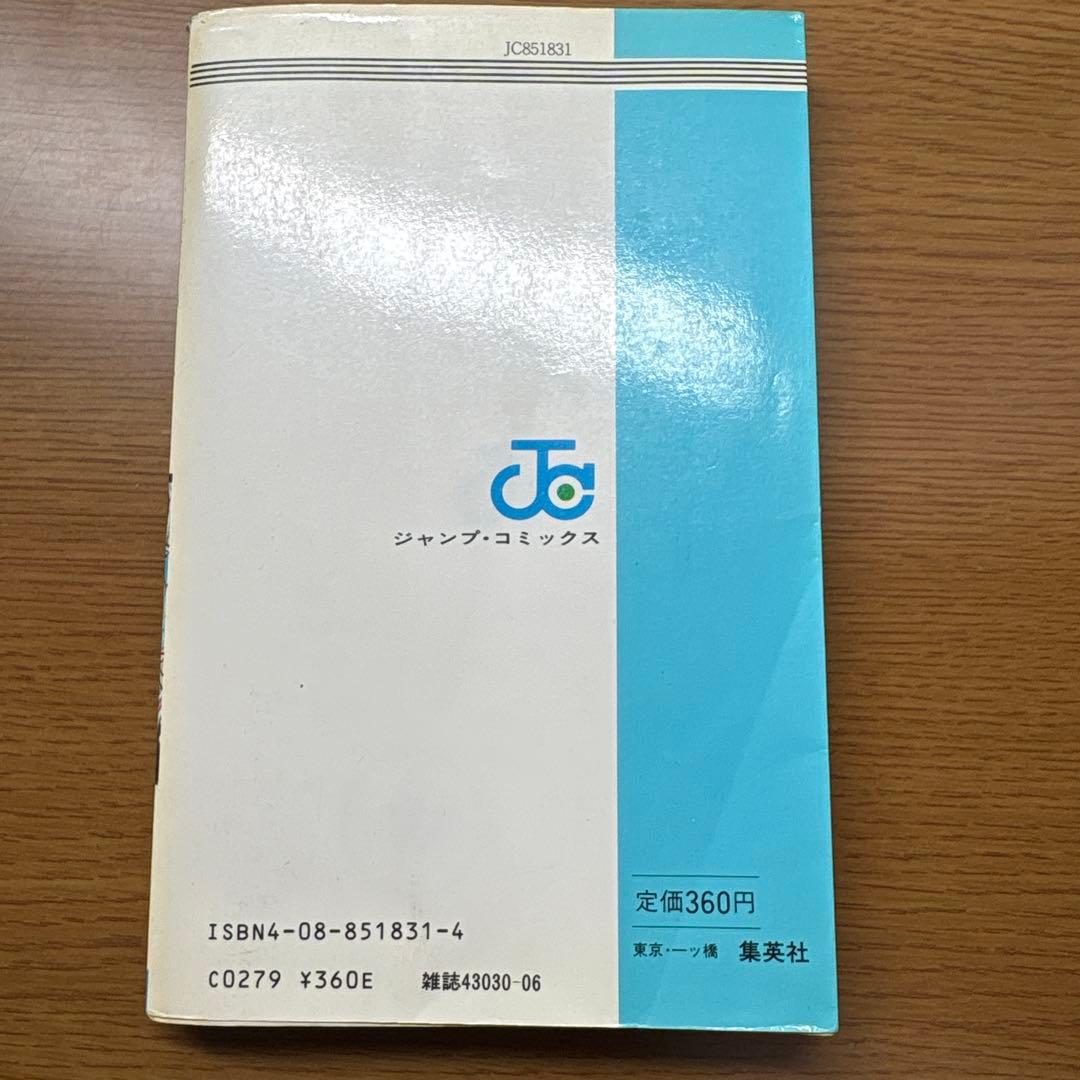 JC851831
JC
ジャンプ・コミックス
定価360円
ISBN4-08-851831-4
東京・一ツ橋 集英社
C0279 ¥360E 雑誌43030-06